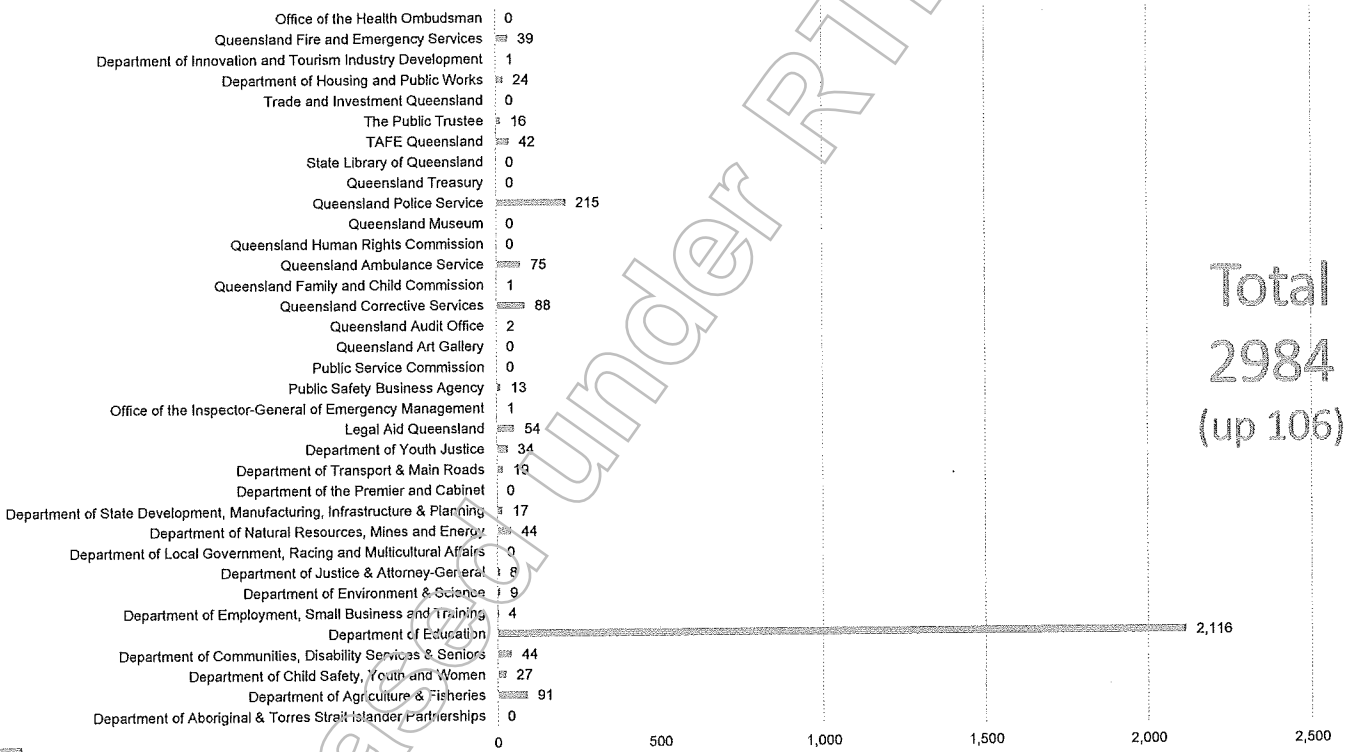 Office of the Health Ombudsman 0
Queensland Fire and Emergency Services 39
Department of Innovation and Tourism Industry Development 1
Department of Housing and Public Works 24
Trade and Investment Queensland 0
The Public Trustee 16
TAFE Queensland 42
State Library of Queensland 0
Queensland Treasury 0
Queensland Police Service 215
Queensland Museum 0
Queensland Human Rights Commission 0
Queensland Ambulance Service 75
Queensland Family and Child Commission 1
Queensland Corrective Services 88
Queensland Audit Office 2
Queensland Art Gallery 0
Public Service Commission 0
Public Safety Business Agency 13
Office of the Inspector-General of Emergency Management 1
Legal Aid Queensland 54
Department of Youth Justice 34
Department of Transport & Main Roads 19
Department of the Premier and Cabinet 0
Department of State Development, Manufacturing, Infrastructure & Planning 17
Department of Natural Resources, Mines and Energy 44
Department of Local Government, Racing and Multicultural Affairs 0
Department of Justice & Attorney-General 8
Department of Environment & Science 9
Department of Employment, Small Business and Training 4
Department of Education 2,116
Department of Communities, Disability Services & Seniors 44
Department of Child Safety, Youth and Women 27
Department of Agriculture & Fisheries 91
Department of Aboriginal & Torres Strait Islander Partnerships 0
0 500 1,000 1,500 2,000 2,500
Total
2984
(up 106)
ased under RT